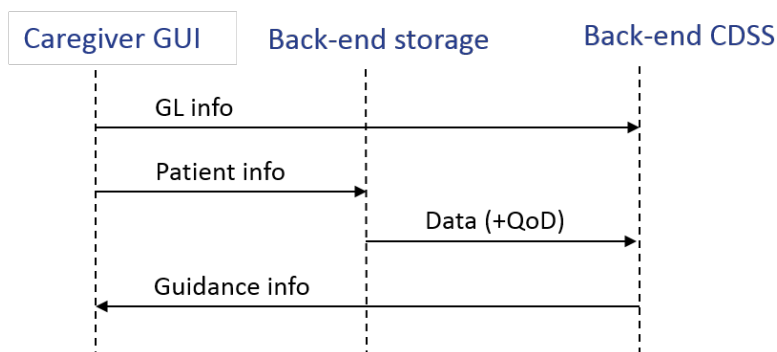 Caregiver GUI
Back-end storage
Back-end CDSS
GL info
Patient info
Data (+QoD)
Guidance info